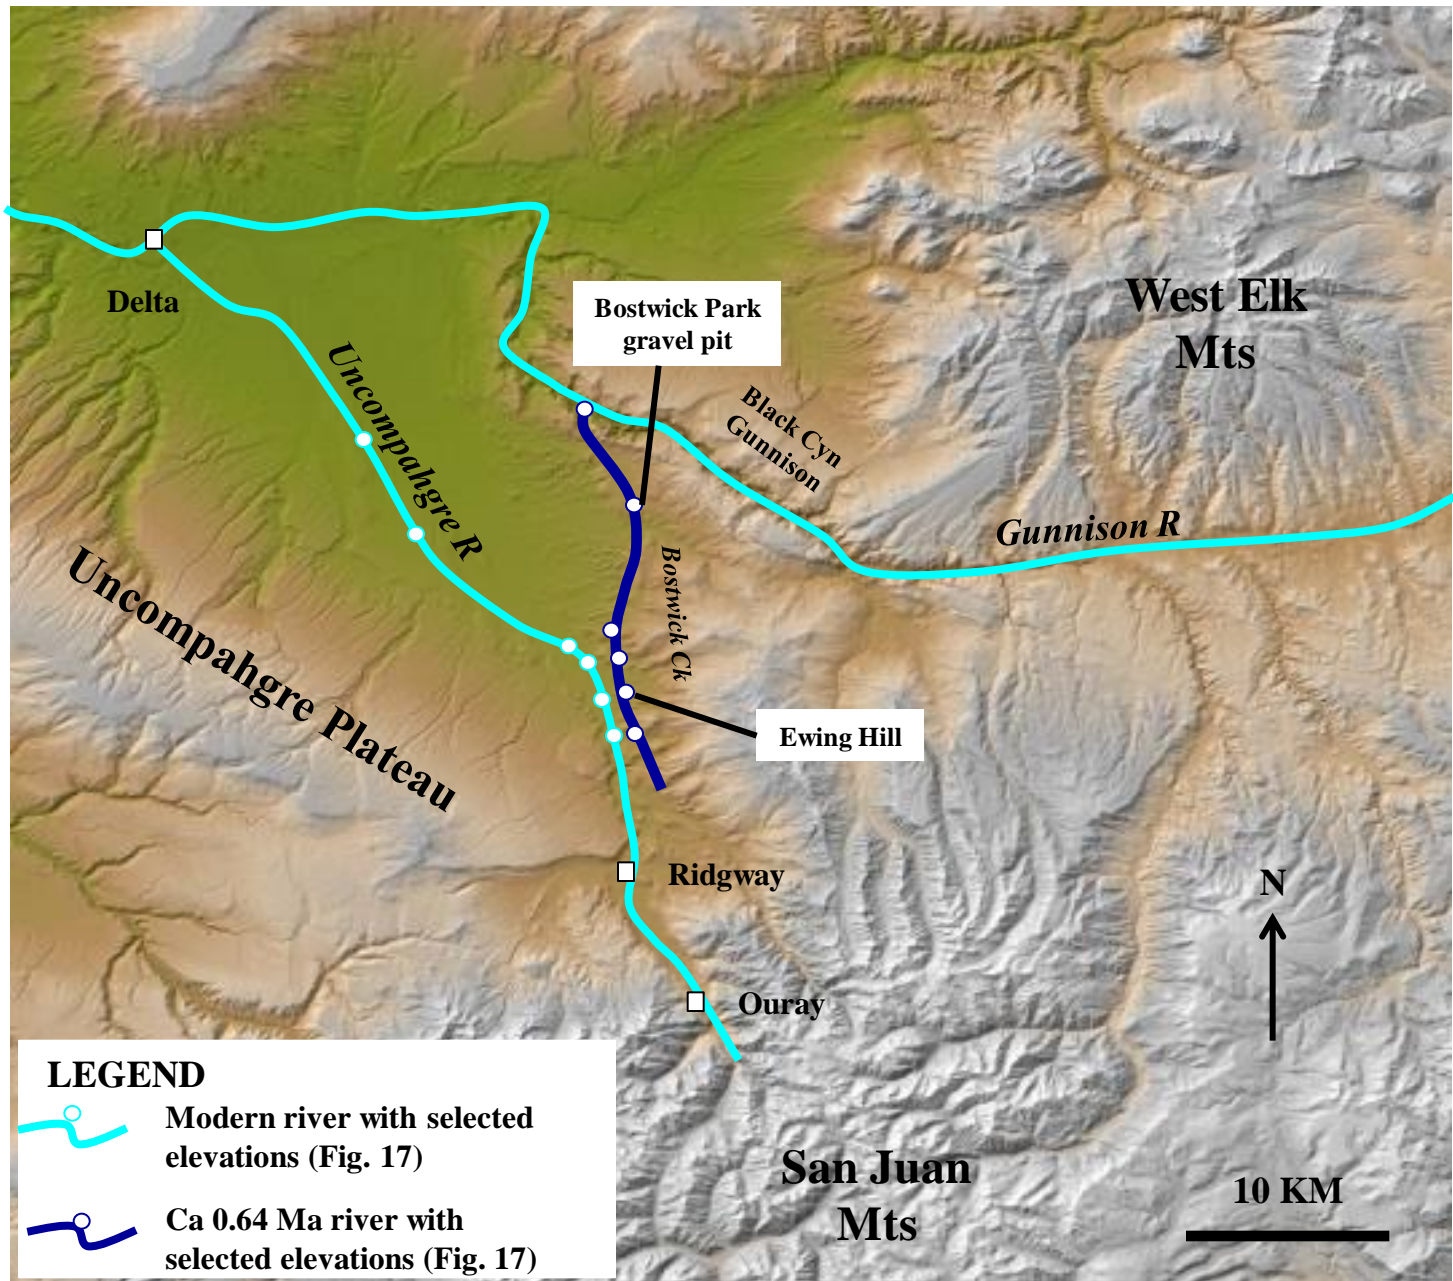 Delta
Bostwick Park
gravel pit
West Elk
Mts
Uncompahgre R
Black Cyn
Gunnison
Gunnison R
Bostwick Ck
Uncompahgre Plateau
Ewing Hill
Ridgway
N
Ouray
LEGEND
Modern river with selected
elevations (Fig. 17)
Ca 0.64 Ma river with
selected elevations (Fig. 17)
San Juan
Mts
10 KM